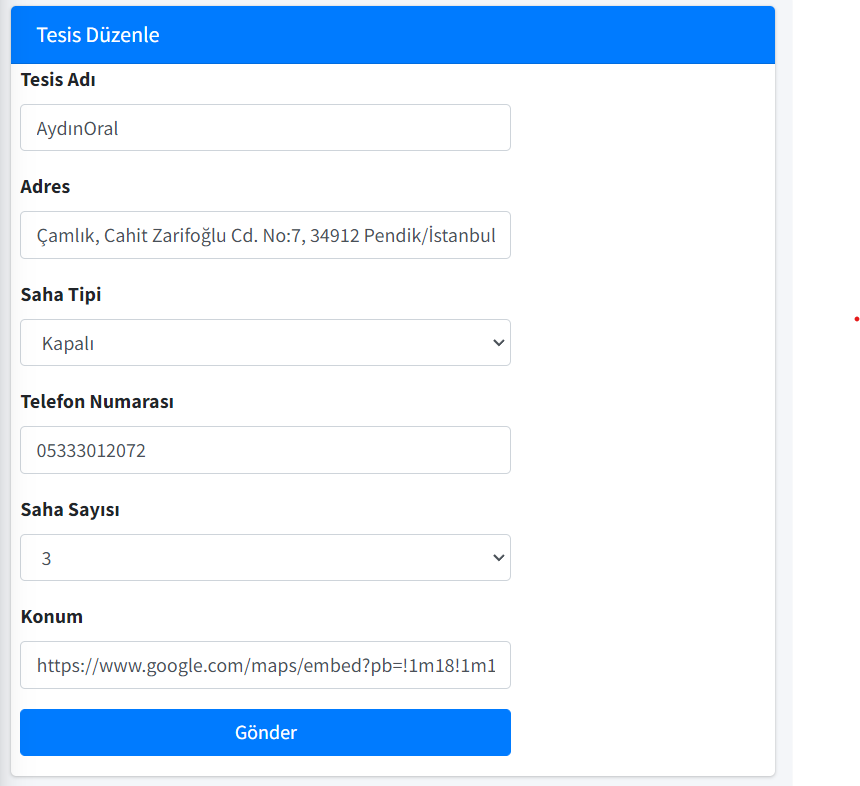 Tesis Düzenle
Tesis Adı
AydınOral
Adres
Çamlık, Cahit Zarifoğlu Cd. No:7, 34912 Pendik/İstanbul
Saha Tipi
Kapalı
Telefon Numarası
05333012072
Saha Sayısı
3
Konum
https://www.google.com/maps/embed?pb=!1m18!1m1
Gönder